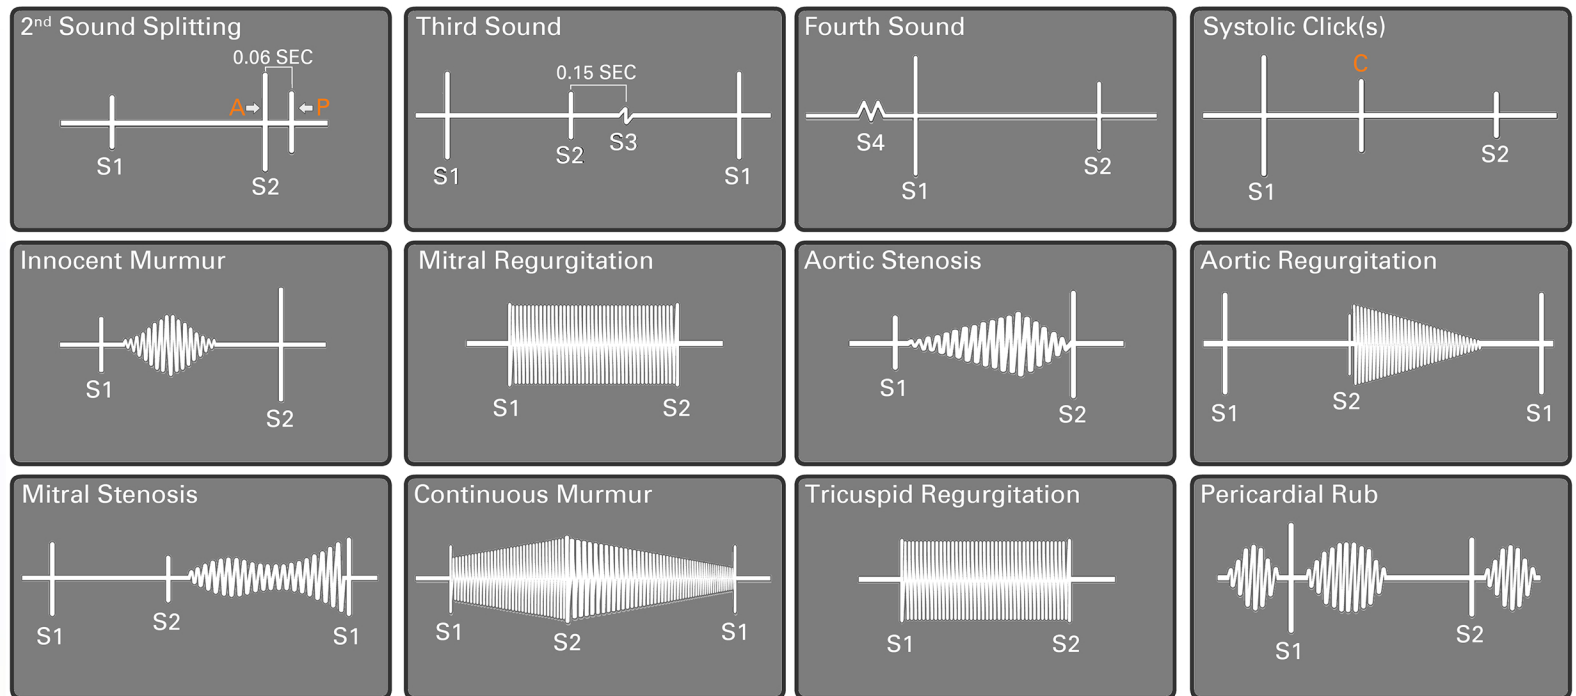 2nd Sound Splitting
0.06 SEC
A P
S1
S2
Third Sound
0.15 SEC
S3
S2
S1 S1
Fourth Sound
S4
S2
S1
Systolic Click(s)
C
S2
S1
Innocent Murmur
S1
S2
Mitral Regurgitation
S1 S2
Aortic Stenosis
S1
S2
Aortic Regurgitation
S2
S1 S1
Mitral Stenosis
S2
S1 S1
Continuous Murmur
S1 S1
S2
Tricuspid Regurgitation
S1 S2
Pericardial Rub
S2
S1